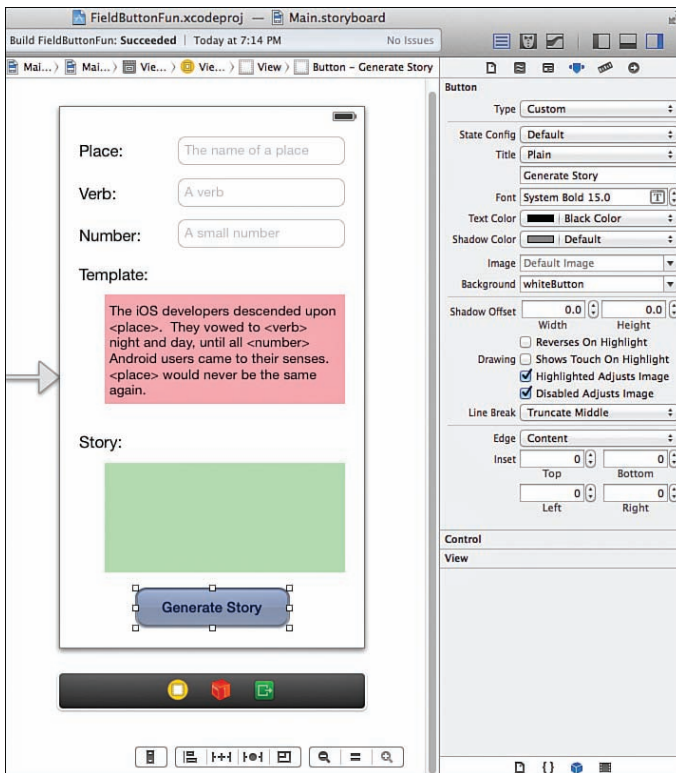 FieldButtonFun.xcodeproj — Main.storyboard
Build FieldButtonFun: Succeeded | Today at 7:14 PM
No Issues
Mai... 〉 Mai... 〉 Vie... 〉 Vie... 〉 View 〉 Button – Generate Story
Place:
The name of a place
Verb:
A verb
Number:
A small number
Template:
The iOS developers descended upon
<place>. They vowed to <verb>
night and day, until all <number>
Android users came to their senses.
<place> would never be the same
again.
Story:
Generate Story
Button
Type Custom
State Config Default
Title Plain
Generate Story
Font System Bold 15.0 T
Text Color Black Color
Shadow Color Default
Image Default Image
Background whiteButton
Shadow Offset 0.0 0.0
Width Height
Reverses On Highlight
Drawing Shows Touch On Highlight
Highlighted Adjusts Image
Disabled Adjusts Image
Line Break Truncate Middle
Edge Content
Inset 0 0
Top Bottom
0 0
Left Right
Control
View